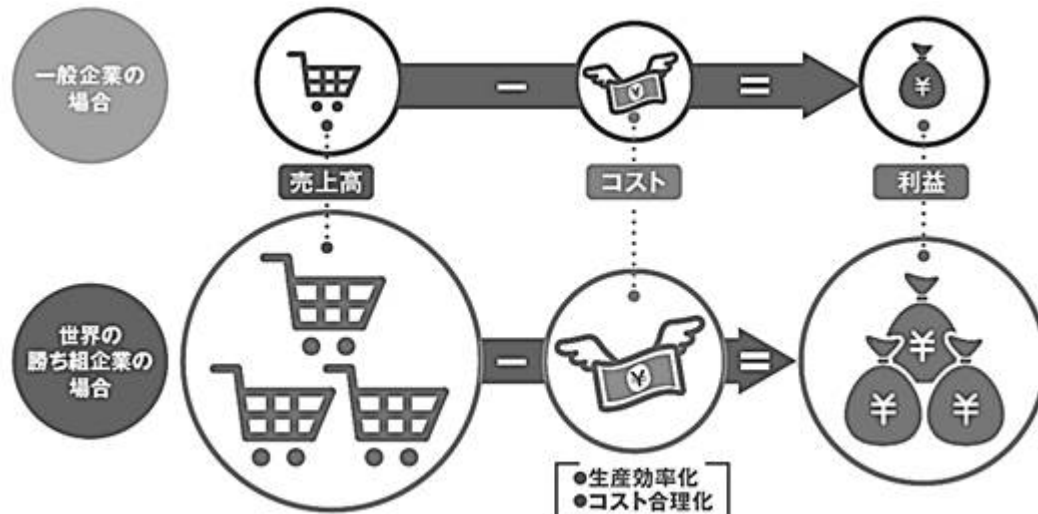 一般企業の
場合
−
¥
=
¥
売上高
コスト
利益
世界の
勝ち組企業の
場合
−
¥
=
¥
¥
¥
●生産効率化
●コスト合理化